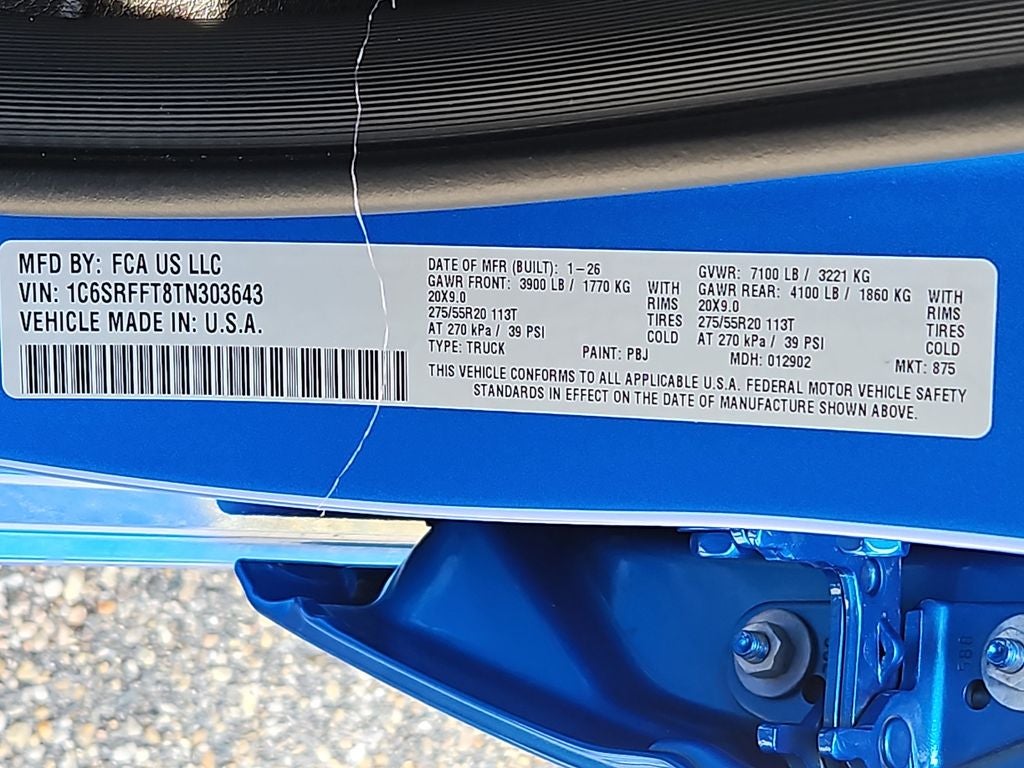 MFD BY: FCA US LLC
VIN: 1C6SRFFT8TN303643
VEHICLE MADE IN: U.S.A.
DATE OF MFR (BUILT): 1-26
GAWR FRONT: 3900 LB / 1770 KG WITH
20X9.0 RIMS
275/55R20 113T TIRES
AT 270 kPa / 39 PSI COLD
TYPE: TRUCK PAINT: PBJ
GVWR: 7100 LB / 3221 KG
GAWR REAR: 4100 LB / 1860 KG WITH
20X9.0 RIMS
275/55R20 113T TIRES
AT 270 kPa / 39 PSI COLD
MDH: 012902 MKT: 875
THIS VEHICLE CONFORMS TO ALL APPLICABLE U.S.A. FEDERAL MOTOR VEHICLE SAFETY
STANDARDS IN EFFECT ON THE DATE OF MANUFACTURE SHOWN ABOVE.